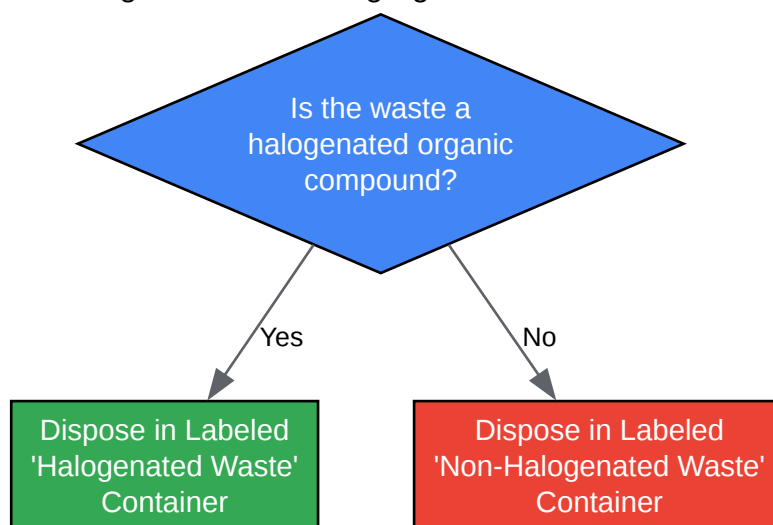 Is the waste a
halogenated organic
compound?
Yes
No
Dispose in Labeled
'Halogenated Waste'
Container
Dispose in Labeled
'Non-Halogenated Waste'
Container